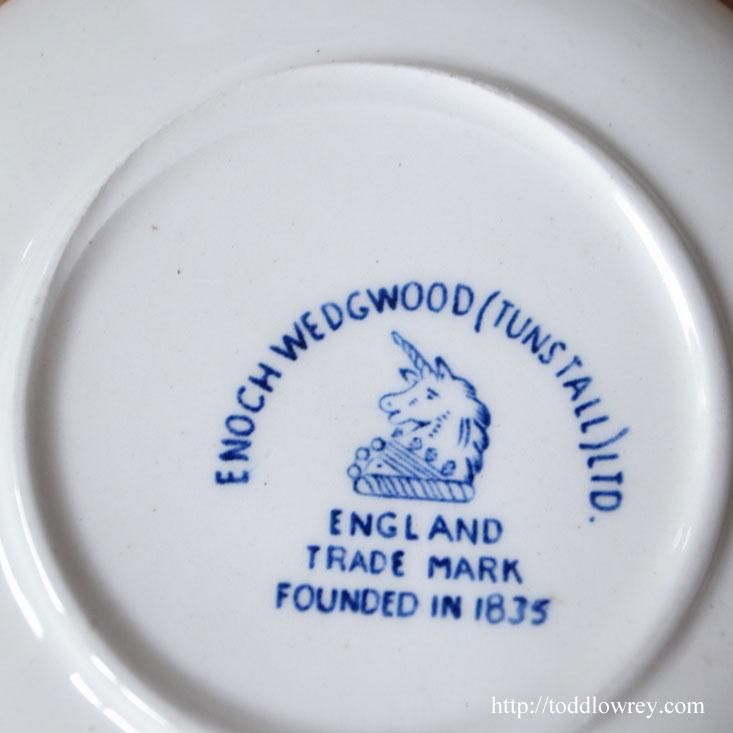 ENOCH WEDGWOOD (TUNSTALL) LTD.
ENGLAND
TRADE MARK
FOUNDED IN 1835
http://toddlowrey.com